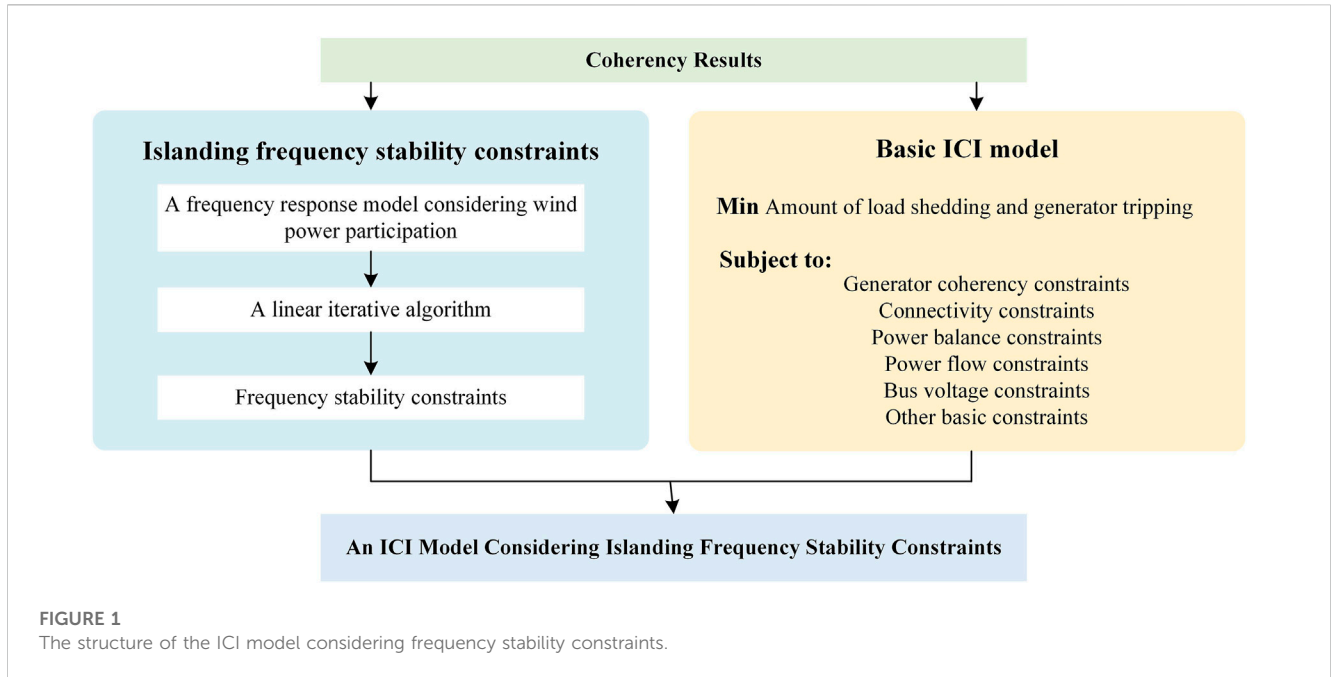 Coherency Results
Islanding frequency stability constraints
A frequency response model considering wind
power participation
A linear iterative algorithm
Frequency stability constraints
Basic ICI model
Min Amount of load shedding and generator tripping
Subject to:
Generator coherency constraints
Connectivity constraints
Power balance constraints
Power flow constraints
Bus voltage constraints
Other basic constraints
An ICI Model Considering Islanding Frequency Stability Constraints
FIGURE 1
The structure of the ICI model considering frequency stability constraints.